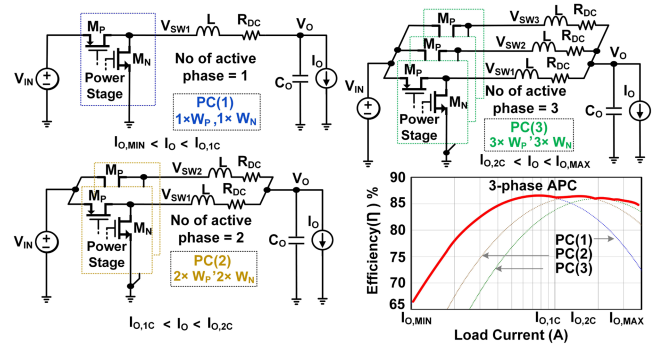 M_P
V_SW1
L
R_DC
V_O
M_N
V_IN
Power
Stage
No of active
phase = 1
C_O
I_O
PC(1)
1×W_P,1× W_N
I_O,MIN < I_O < I_O,1C
M_P
V_SW2
L
R_DC
M_P
V_SW1
L
R_DC
V_O
M_N
V_IN
Power
Stage
No of active
phase = 2
C_O
I_O
PC(2)
2× W_P,2× W_N
I_O,1C < I_O < I_O,2C
M_P
V_SW3
L
R_DC
M_P
V_SW2
L
R_DC
M_P
V_SW1
L
R_DC
V_O
M_N
V_IN
Power
Stage
No of active
phase = 3
C_O
I_O
PC(3)
3× W_P,3× W_N
I_O,2C < I_O < I_O,MAX
3-phase APC
Efficiency(η) %
90
85
80
75
70
65
PC(1)
PC(2)
PC(3)
I_O,MIN
I_O,1C
I_O,2C
I_O,MAX
Load Current (A)